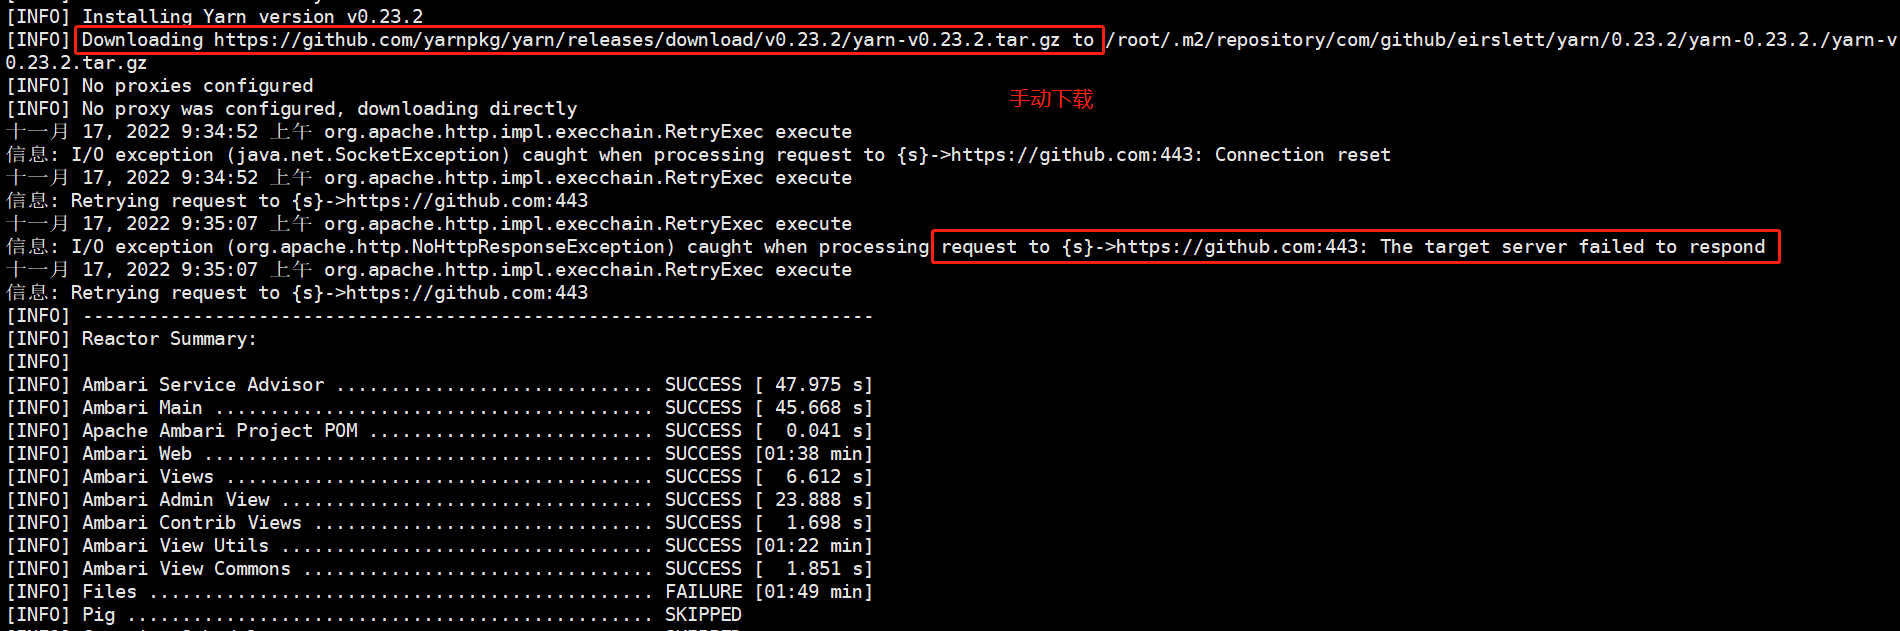 [INFO] Installing Yarn version v0.23.2
[INFO] Downloading https://github.com/yarnpkg/yarn/releases/download/v0.23.2/yarn-v0.23.2.tar.gz to /root/.m2/repository/com/github/eirslett/yarn/0.23.2/yarn-0.23.2./yarn-v
0.23.2.tar.gz
[INFO] No proxies configured
手动下载
[INFO] No proxy was configured, downloading directly
十一月 17, 2022 9:34:52 上午 org.apache.http.impl.execchain.RetryExec execute
信息: I/O exception (java.net.SocketException) caught when processing request to {s}->https://github.com:443: Connection reset
十一月 17, 2022 9:34:52 上午 org.apache.http.impl.execchain.RetryExec execute
信息: Retrying request to {s}->https://github.com:443
十一月 17, 2022 9:35:07 上午 org.apache.http.impl.execchain.RetryExec execute
信息: I/O exception (org.apache.http.NoHttpResponseException) caught when processing request to {s}->https://github.com:443: The target server failed to respond
十一月 17, 2022 9:35:07 上午 org.apache.http.impl.execchain.RetryExec execute
信息: Retrying request to {s}->https://github.com:443
[INFO] ------------------------------------------------------------------------
[INFO] Reactor Summary:
[INFO]
[INFO] Ambari Service Advisor ............................. SUCCESS [ 47.975 s]
[INFO] Ambari Main ........................................ SUCCESS [ 45.668 s]
[INFO] Apache Ambari Project POM .......................... SUCCESS [  0.041 s]
[INFO] Ambari Web ......................................... SUCCESS [01:38 min]
[INFO] Ambari Views ....................................... SUCCESS [  6.612 s]
[INFO] Ambari Admin View .................................. SUCCESS [ 23.888 s]
[INFO] Ambari Contrib Views ............................... SUCCESS [  1.698 s]
[INFO] Ambari View Utils .................................. SUCCESS [01:22 min]
[INFO] Ambari View Commons ................................ SUCCESS [  1.851 s]
[INFO] Files .............................................. FAILURE [01:49 min]
[INFO] Pig ................................................ SKIPPED